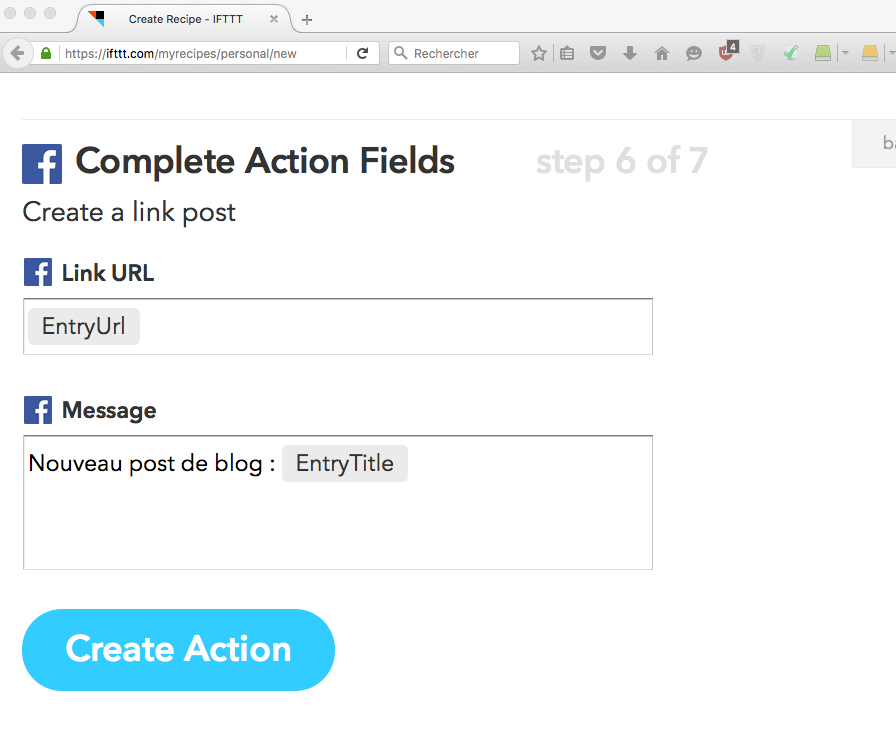 Create Recipe - IFTTT
https://ifttt.com/myrecipes/personal/new
Rechercher
4
Complete Action Fields
step 6 of 7
Create a link post
Link URL
EntryUrl
Message
Nouveau post de blog : EntryTitle
Create Action